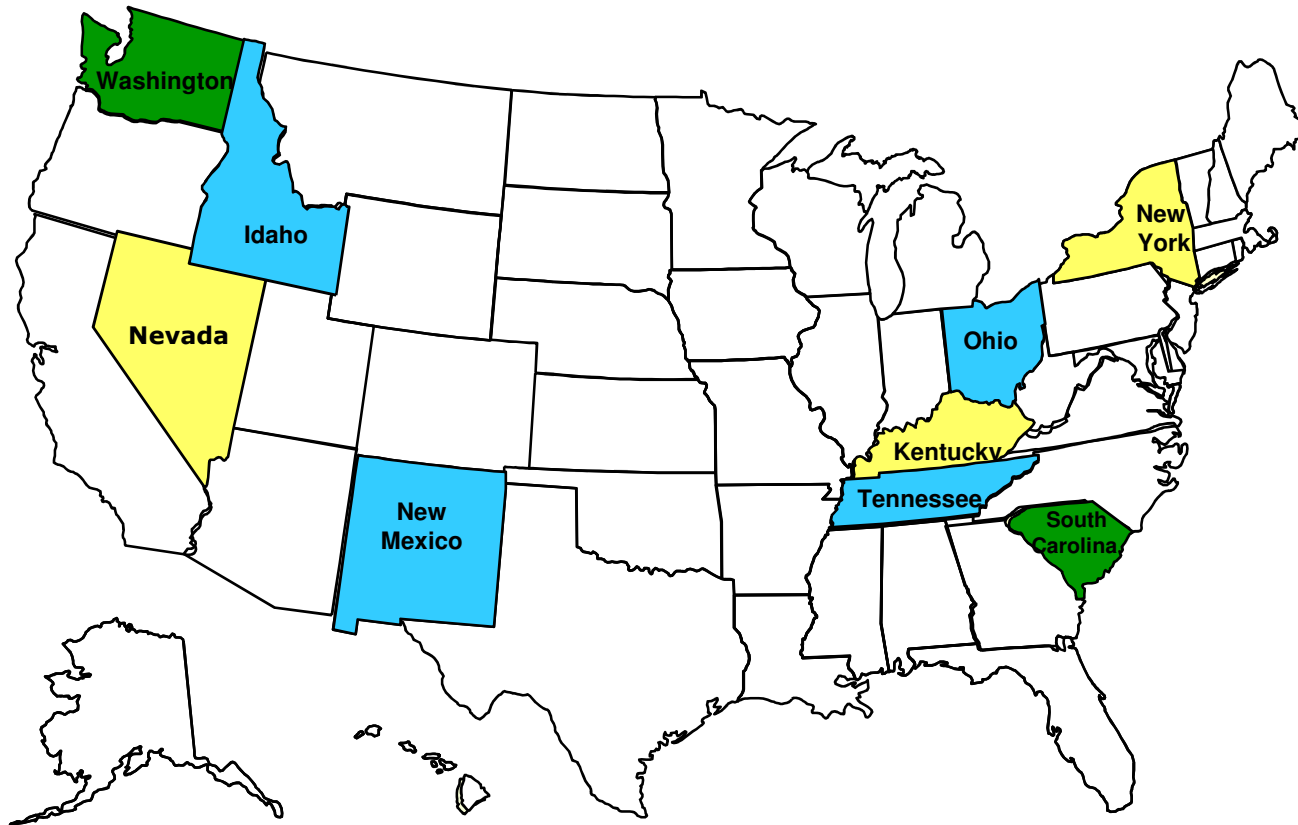 Washington
Idaho
Nevada
New
York
Ohio
Kentucky
Tennessee
New
Mexico
South
Carolina